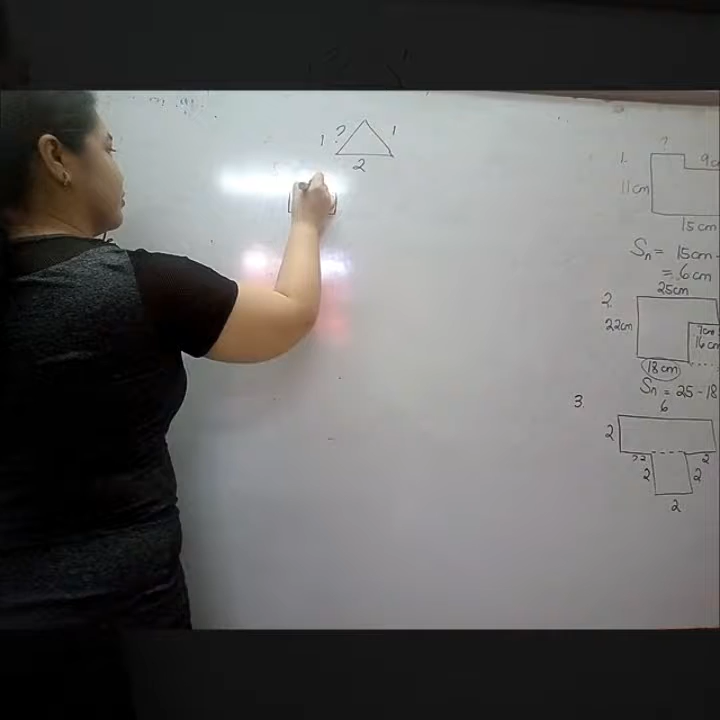 1 ? 1
2
1. ?
9c
11cm
15cm
Sn = 15cm-
= 6cm
2. 25cm
22cm
7cm
16cm
18cm
Sn = 25-18
3. 6
2
2
2 2
2